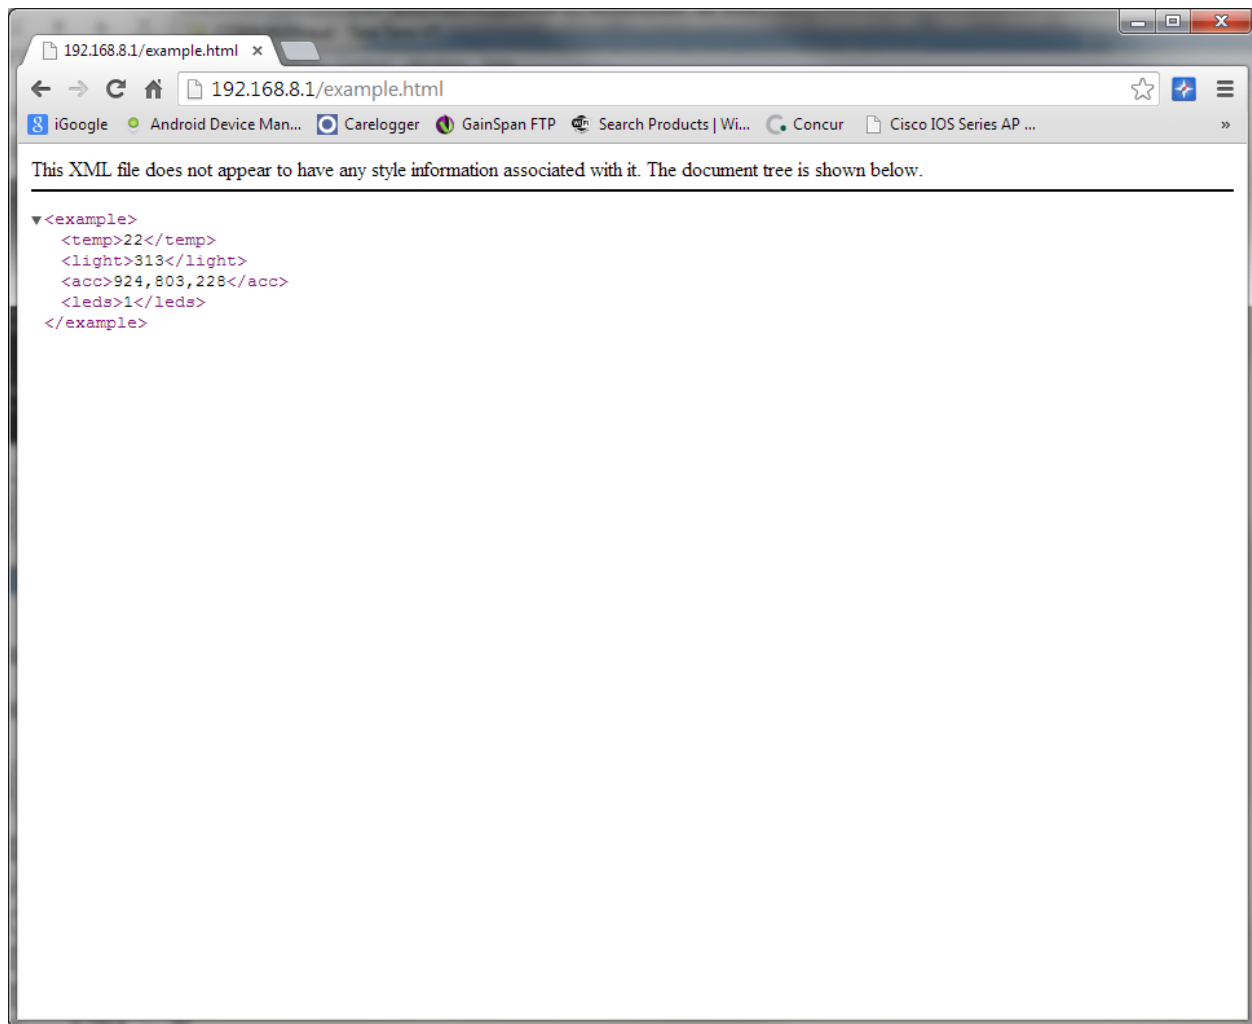 192.168.8.1/example.html
192.168.8.1/example.html
iGoogle Android Device Man... Carelogger GainSpan FTP Search Products | Wi... Concur Cisco IOS Series AP ... »
This XML file does not appear to have any style information associated with it. The document tree is shown below.
<example>
<temp>22</temp>
<light>313</light>
<acc>924,803,228</acc>
<leds>1</leds>
</example>